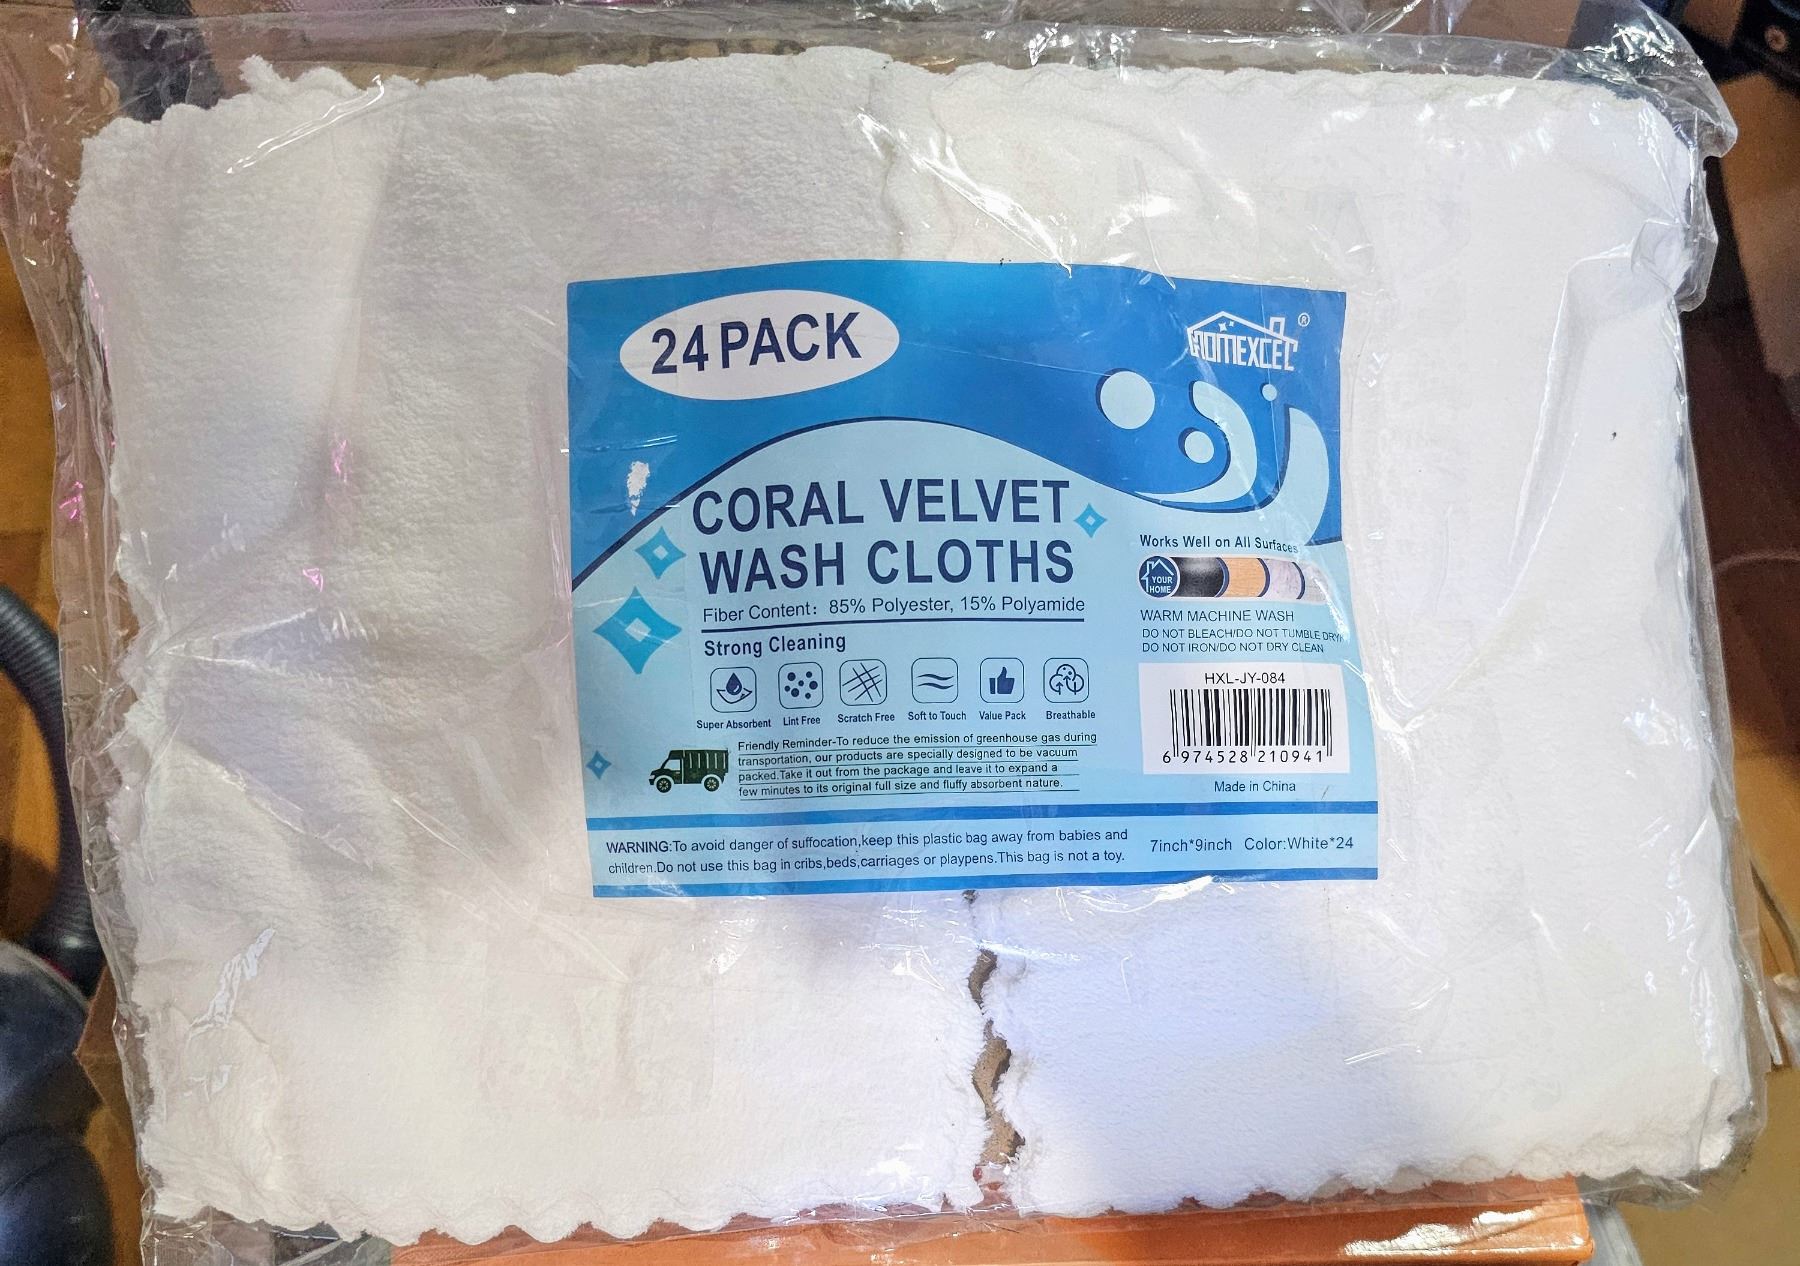 24 PACK
HOMEXCEL®
CORAL VELVET
WASH CLOTHS
Fiber Content: 85% Polyester, 15% Polyamide
Strong Cleaning
Super Absorbent
Lint Free
Scratch Free
Soft to Touch
Value Pack
Breathable
Friendly Reminder-To reduce the emission of greenhouse gas during
transportation, our products are specially designed to be vacuum
packed.Take it out from the package and leave it to expand a
few minutes to its original full size and fluffy absorbent nature.
Works Well on All Surfaces
YOUR
HOME
WARM MACHINE WASH
DO NOT BLEACH/DO NOT TUMBLE DRY/
DO NOT IRON/DO NOT DRY CLEAN
HXL-JY-084
6 974528 210941
Made in China
WARNING:To avoid danger of suffocation,keep this plastic bag away from babies and
children.Do not use this bag in cribs,beds,carriages or playpens.This bag is not a toy.
7inch*9inch Color:White*24